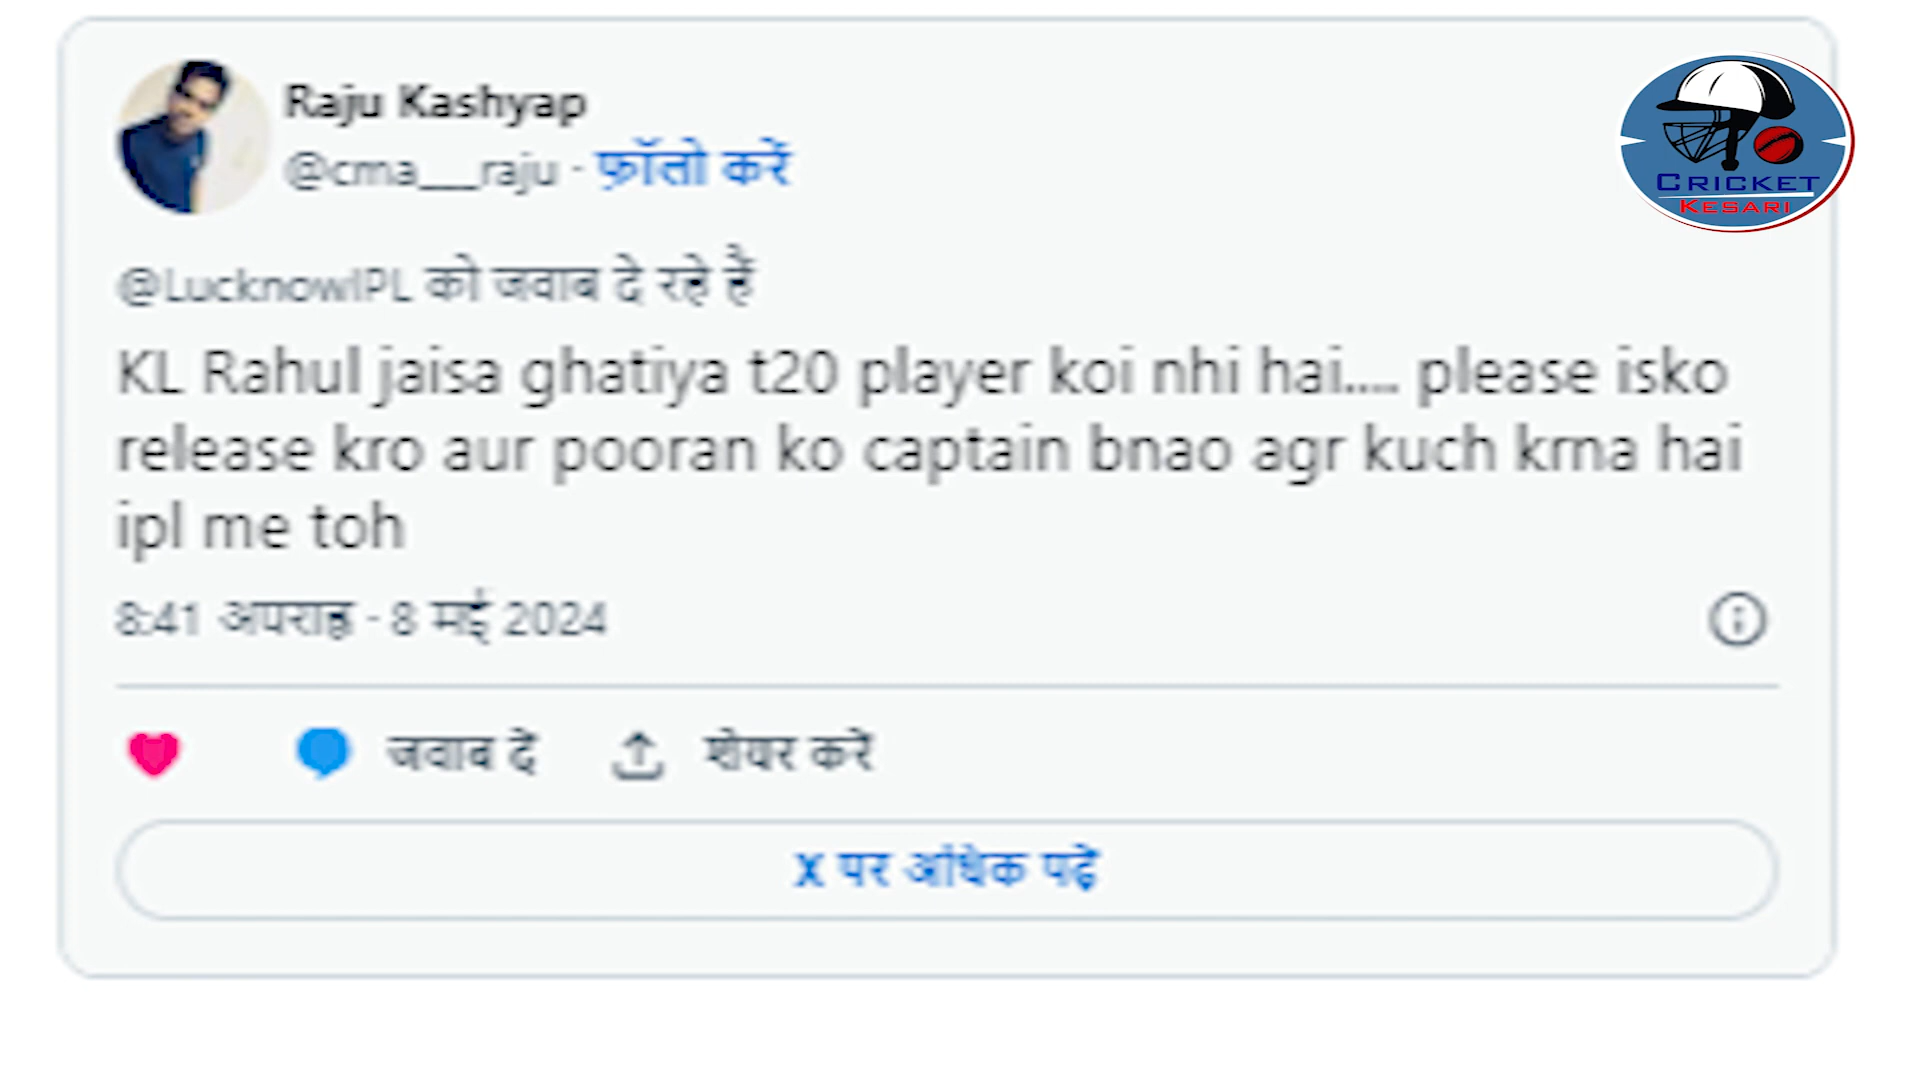 Raju Kashyap
@cma___raju · फ़ॉलो करें
CRICKET
KESARI
@LucknowIPL को जवाब दे रहे हैं
KL Rahul jaisa ghatiya t20 player koi nhi hai.... please isko
release kro aur pooran ko captain bnao agr kuch krna hai
ipl me toh
8:41 अपराह्न · 8 मई 2024
जवाब दें शेयर करें
X पर अधिक पढ़ें